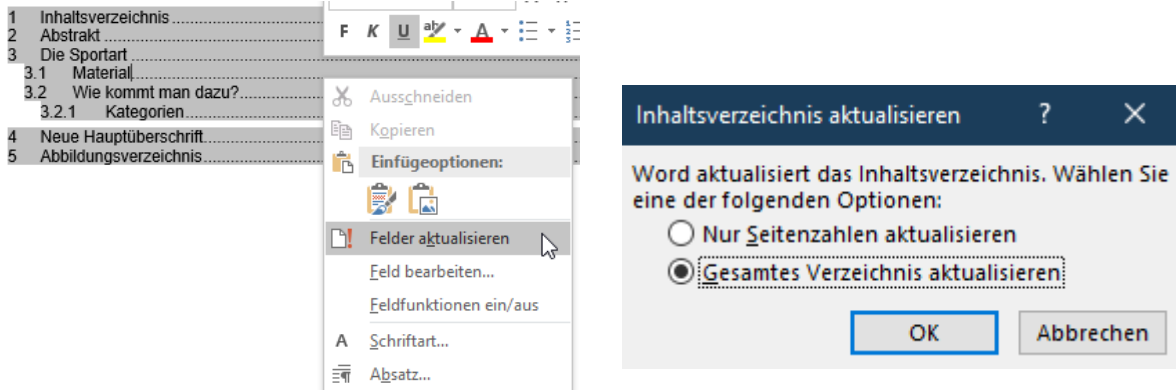 1 Inhaltsverzeichnis
2 Abstrakt
3 Die Sportart
3.1 Material
3.2 Wie kommt man dazu?
3.2.1 Kategorien
4 Neue Hauptüberschrift
5 Abbildungsverzeichnis
F K U ab A
Ausschneiden
Kopieren
Einfügeoptionen:
Felder aktualisieren
Feld bearbeiten...
Feldfunktionen ein/aus
A Schriftart...
Absatz...
Inhaltsverzeichnis aktualisieren ? ×
Word aktualisiert das Inhaltsverzeichnis. Wählen Sie
eine der folgenden Optionen:
Nur Seitenzahlen aktualisieren
Gesamtes Verzeichnis aktualisieren
OK Abbrechen